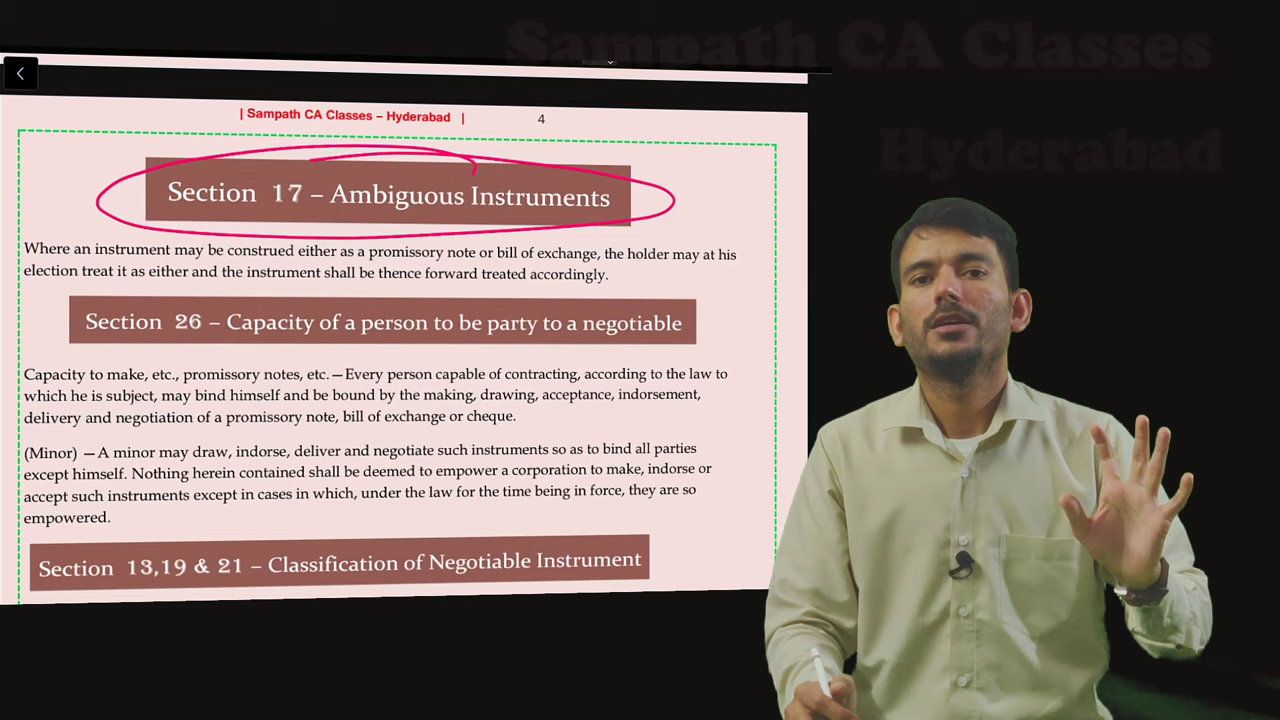 Sampath CA Classes
Hyderabad
| Sampath CA Classes – Hyderabad |
4
Section 17 – Ambiguous Instruments
Where an instrument may be construed either as a promissory note or bill of exchange, the holder may at his
election treat it as either and the instrument shall be thence forward treated accordingly.
Section 26 – Capacity of a person to be party to a negotiable
Capacity to make, etc., promissory notes, etc.—Every person capable of contracting, according to the law to
which he is subject, may bind himself and be bound by the making, drawing, acceptance, indorsement,
delivery and negotiation of a promissory note, bill of exchange or cheque.
(Minor) —A minor may draw, indorse, deliver and negotiate such instruments so as to bind all parties
except himself. Nothing herein contained shall be deemed to empower a corporation to make, indorse or
accept such instruments except in cases in which, under the law for the time being in force, they are so
empowered.
Section 13,19 & 21 – Classification of Negotiable Instrument